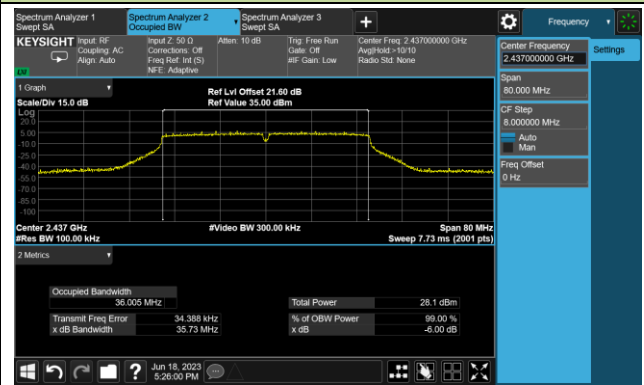 Spectrum Analyzer 1
Swept SA
Spectrum Analyzer 2
Occupied BW
Spectrum Analyzer 3
Swept SA
+
Frequency
KEYSIGHT
Input: RF
Coupling: AC
Align: Auto
Input Z: 50 Ω
Corrections: Off
Freq Ref: Int (S)
NFE: Adaptive
Atten: 10 dB
Trig: Free Run
Gate: Off
#IF Gain: Low
Center Freq: 2.437000000 GHz
Avg|Hold:>10/10
Radio Std: None
Center Frequency
2.437000000 GHz
Settings
Span
80.000 MHz
CF Step
8.000000 MHz
Auto
Man
Freq Offset
0 Hz
1 Graph
Scale/Div 15.0 dB
Ref Lvl Offset 21.60 dB
Ref Value 35.00 dBm
Log
20.0
5.00
-10.0
-25.0
-40.0
-55.0
-70.0
-85.0
-100
Center 2.437 GHz
#Res BW 100.00 kHz
#Video BW 300.00 kHz
Span 80 MHz
Sweep 7.73 ms (2001 pts)
2 Metrics
Occupied Bandwidth
36.005 MHz
Total Power 28.1 dBm
Transmit Freq Error 34.388 kHz
% of OBW Power 99.00 %
x dB Bandwidth 35.73 MHz
x dB -6.00 dB
?
Jun 18, 2023
5:26:00 PM